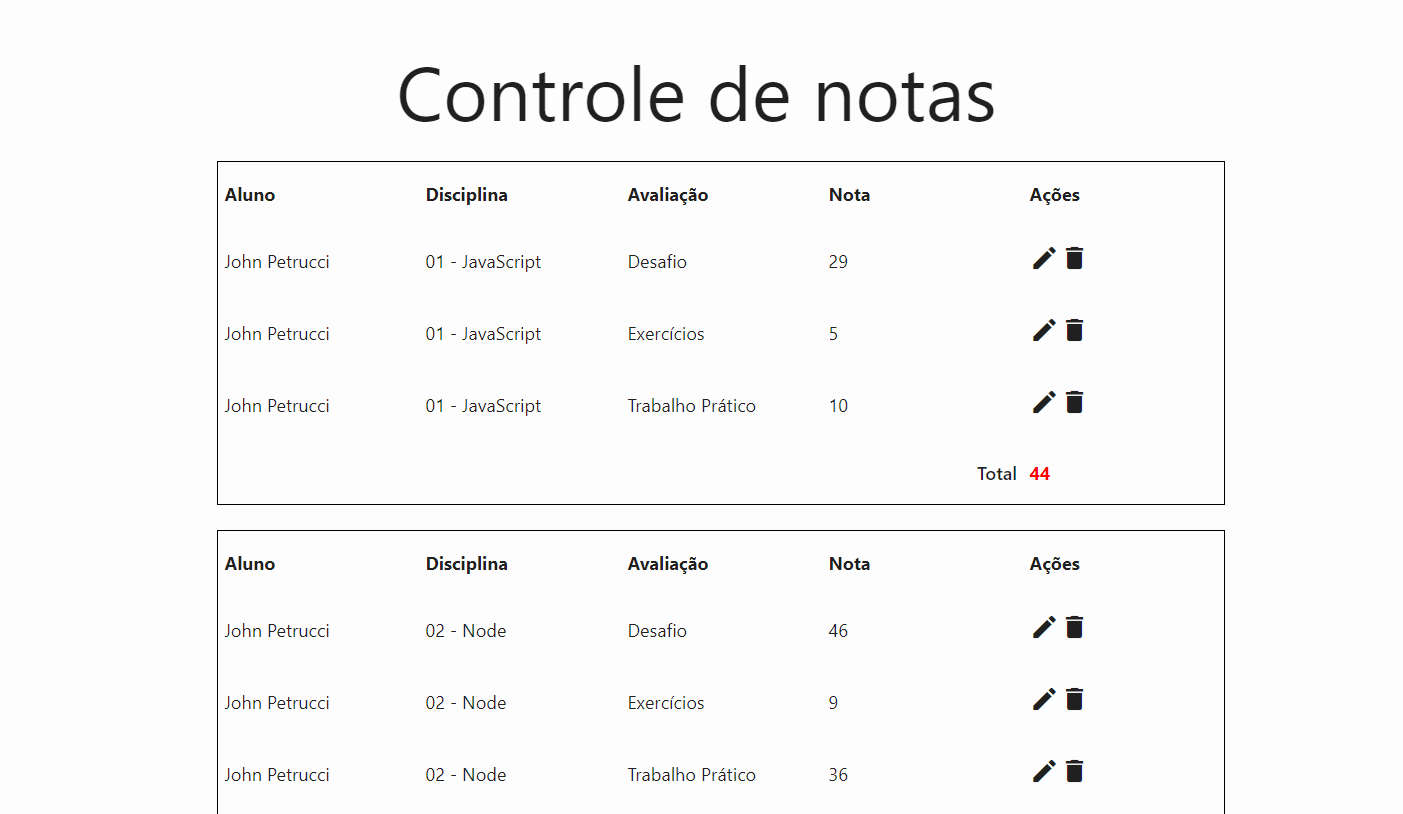 Controle de notas
Aluno Disciplina Avaliação Nota Ações
John Petrucci 01 - JavaScript Desafio 29
John Petrucci 01 - JavaScript Exercícios 5
John Petrucci 01 - JavaScript Trabalho Prático 10
Total 44
Aluno Disciplina Avaliação Nota Ações
John Petrucci 02 - Node Desafio 46
John Petrucci 02 - Node Exercícios 9
John Petrucci 02 - Node Trabalho Prático 36